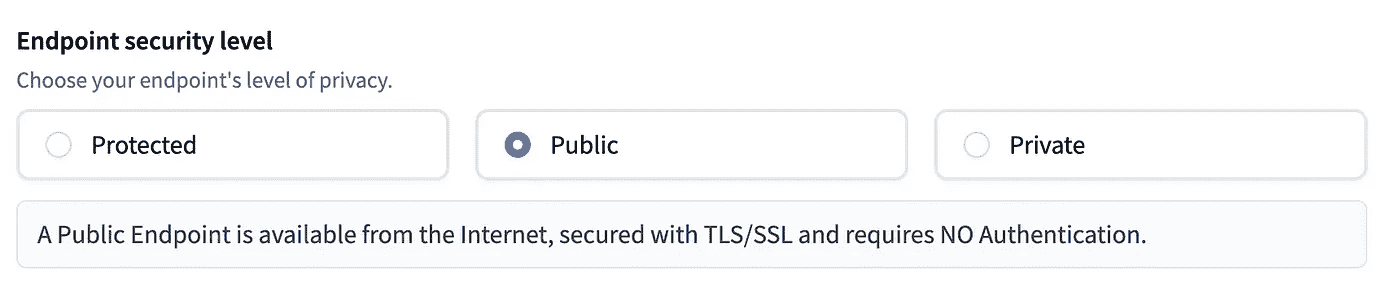 Endpoint security level
Choose your endpoint's level of privacy.
Protected
Public
Private
A Public Endpoint is available from the Internet, secured with TLS/SSL and requires NO Authentication.